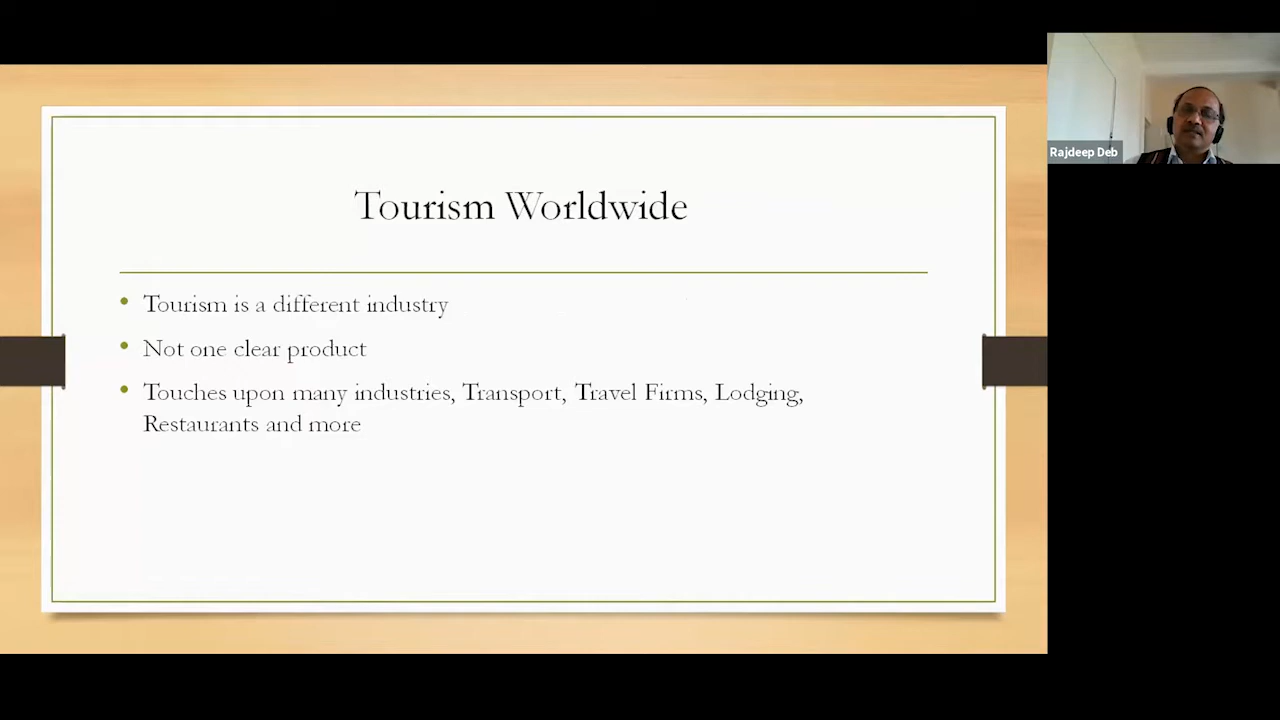 Tourism Worldwide
• Tourism is a different industry
• Not one clear product
• Touches upon many industries, Transport, Travel Firms, Lodging,
Restaurants and more
Rajdeep Deb